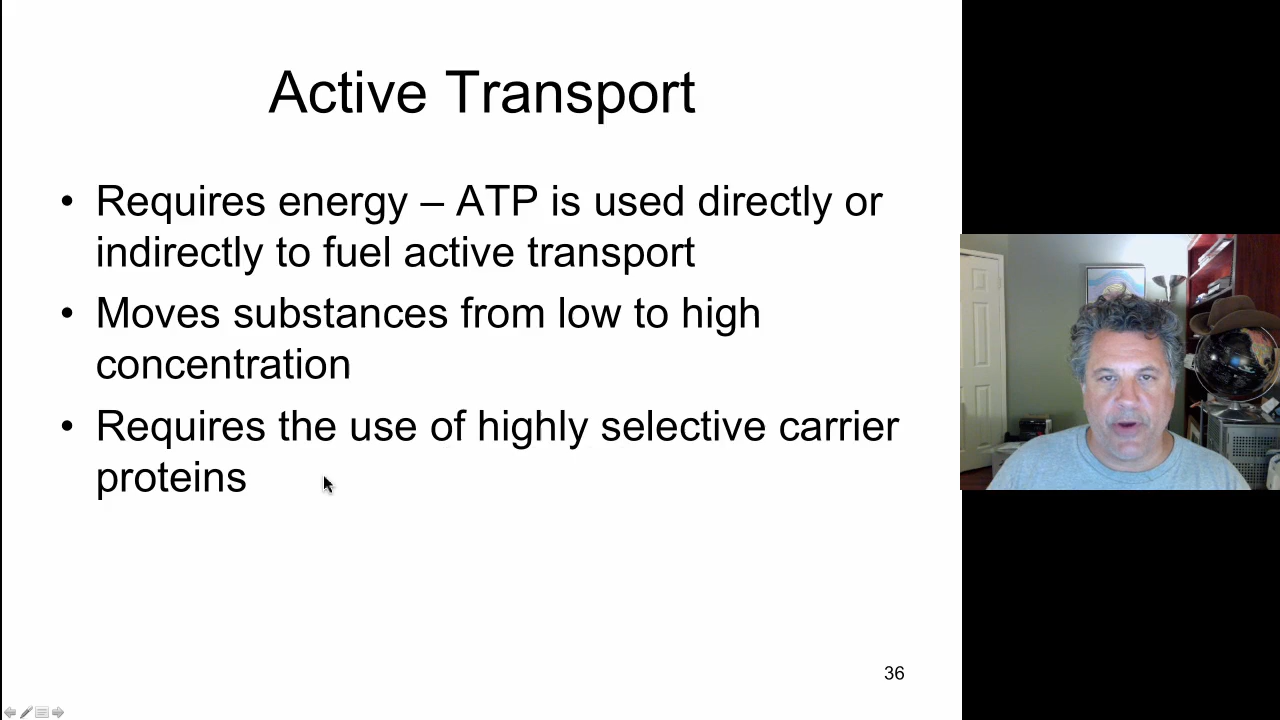 Active Transport
• Requires energy – ATP is used directly or
indirectly to fuel active transport
• Moves substances from low to high
concentration
• Requires the use of highly selective carrier
proteins
36